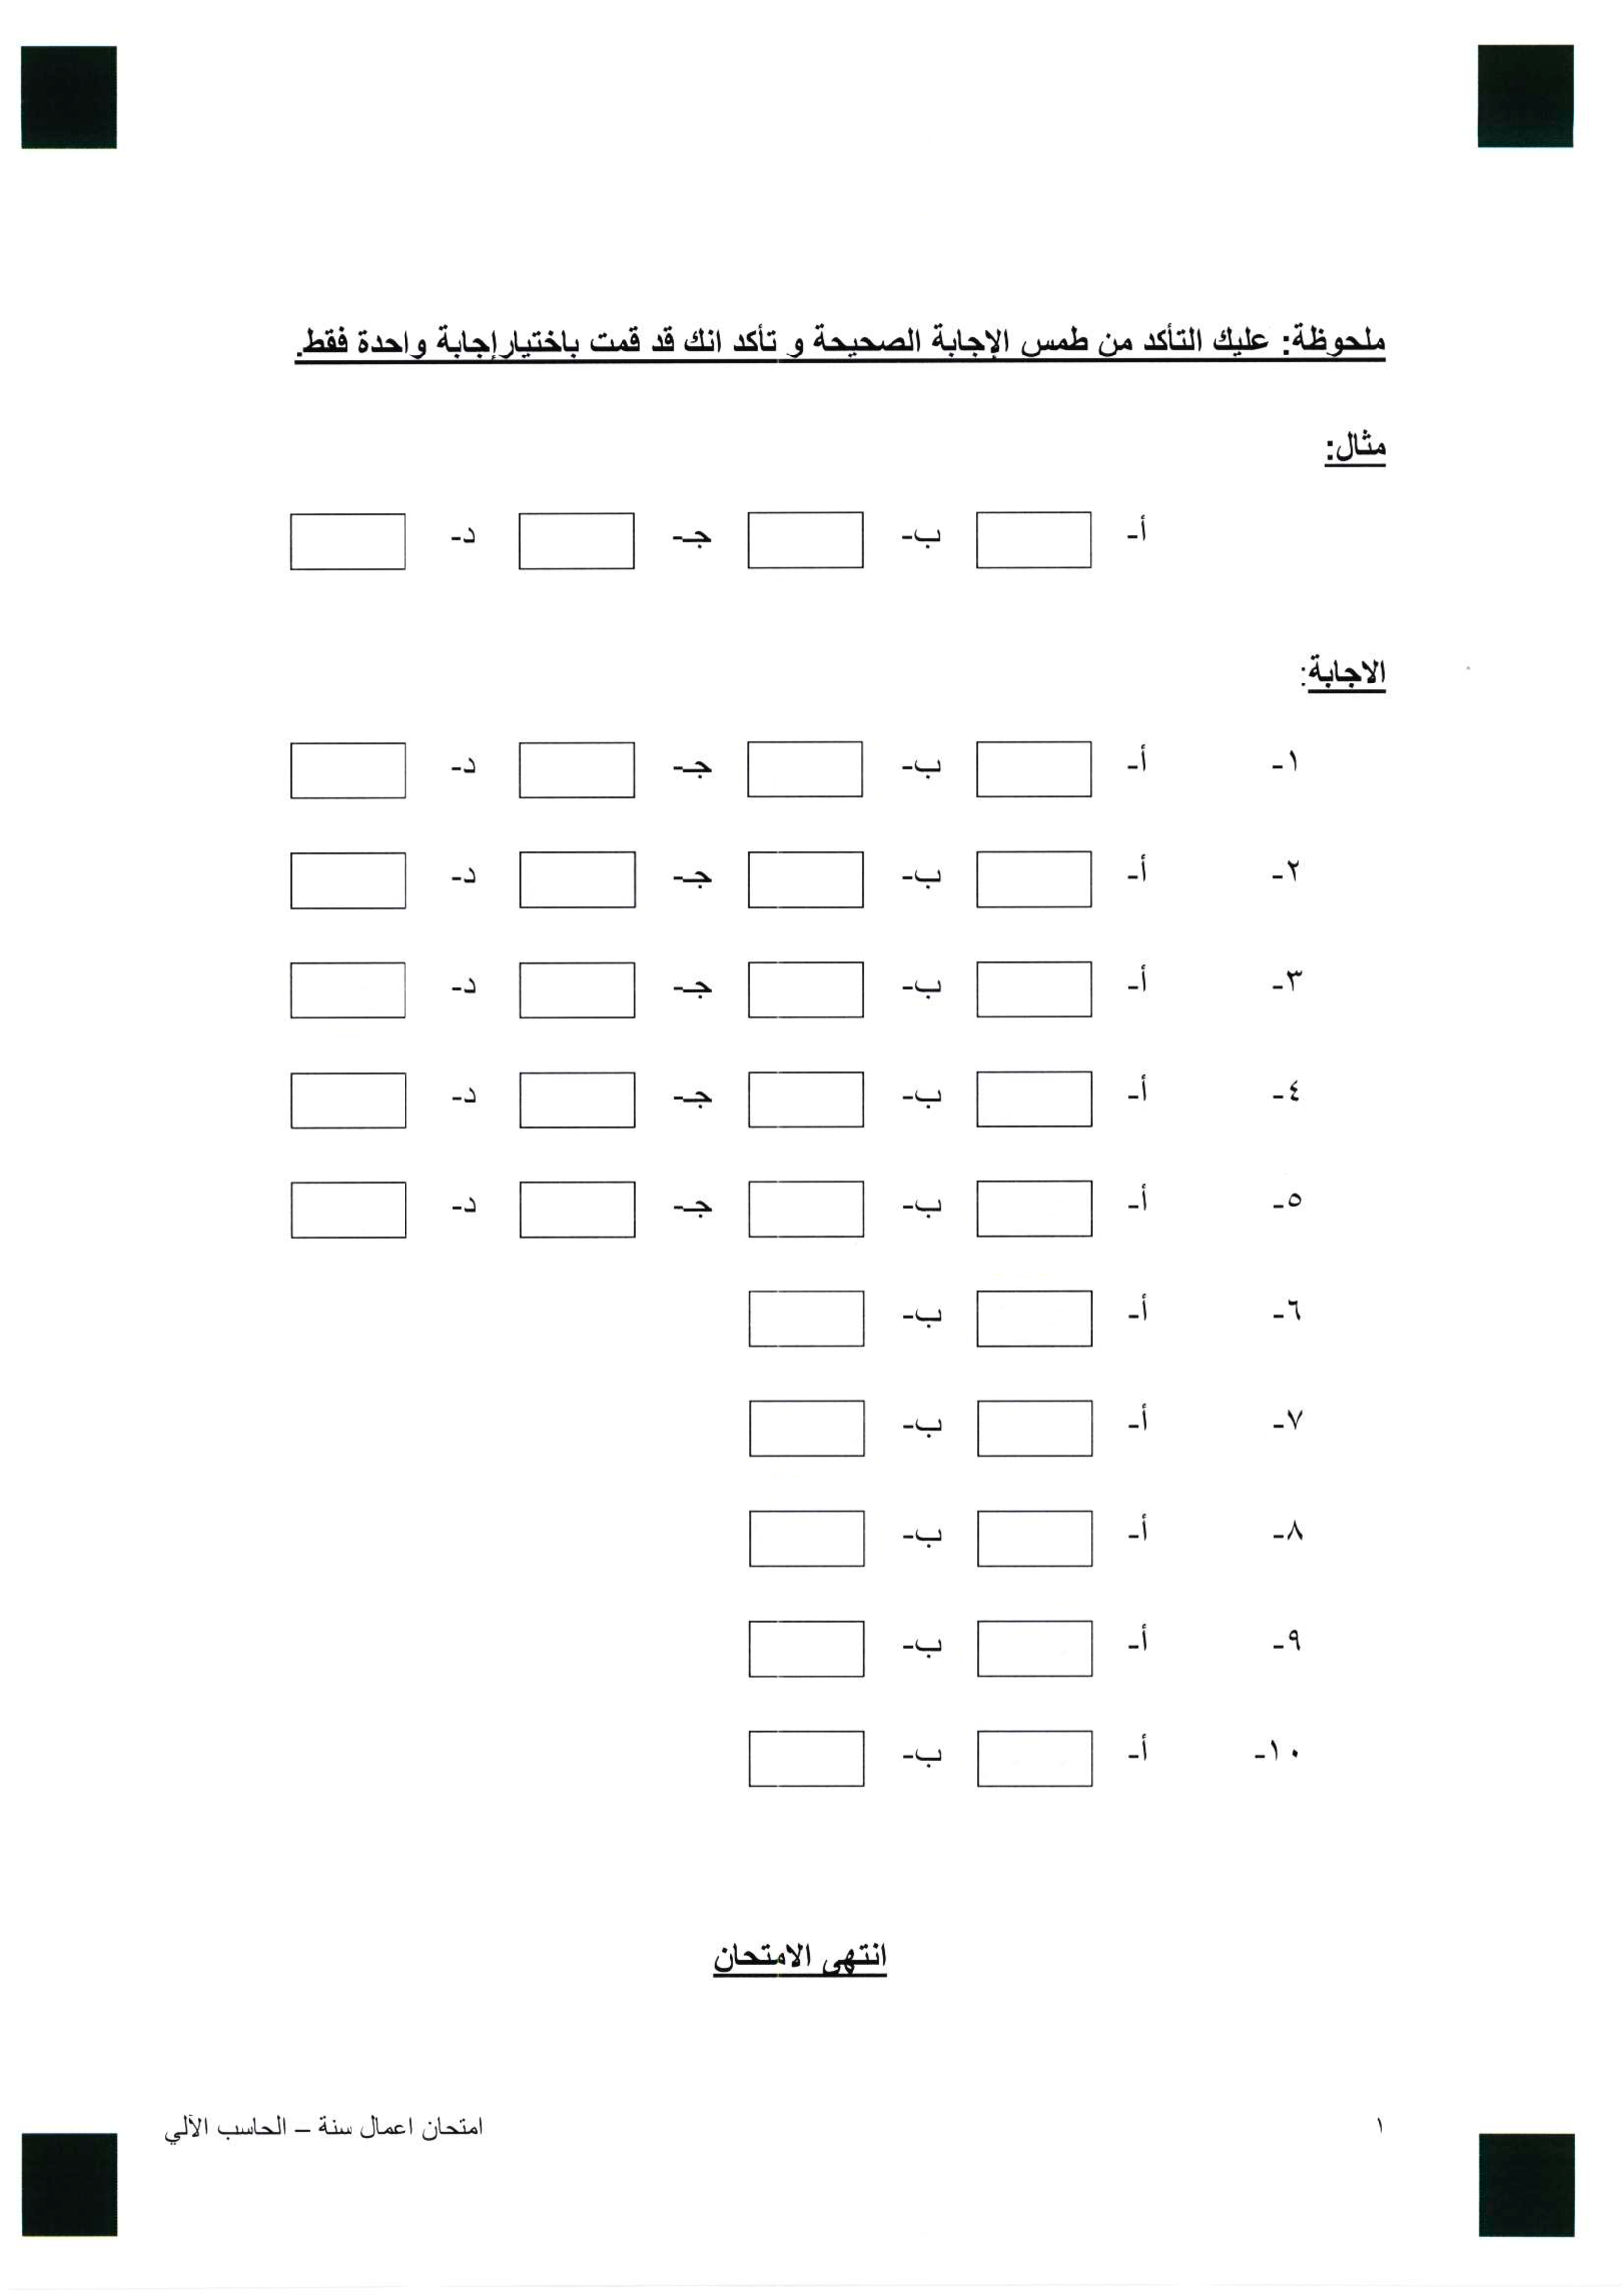 ملحوظة: عليك التأكد من طمس الإجابة الصحيحة و تأكد انك قد قمت باختيارإجابة واحدة فقط.
مثال:
أ- ب- جـ- د-
الاجابة:
١- أ- ب- جـ- د-
٢- أ- ب- جـ- د-
٣- أ- ب- جـ- د-
٤- أ- ب- جـ- د-
٥- أ- ب- جـ- د-
٦- أ- ب-
٧- أ- ب-
٨- أ- ب-
٩- أ- ب-
١٠- أ- ب-
انتهى الامتحان
١ امتحان اعمال سنة – الحاسب الآلي